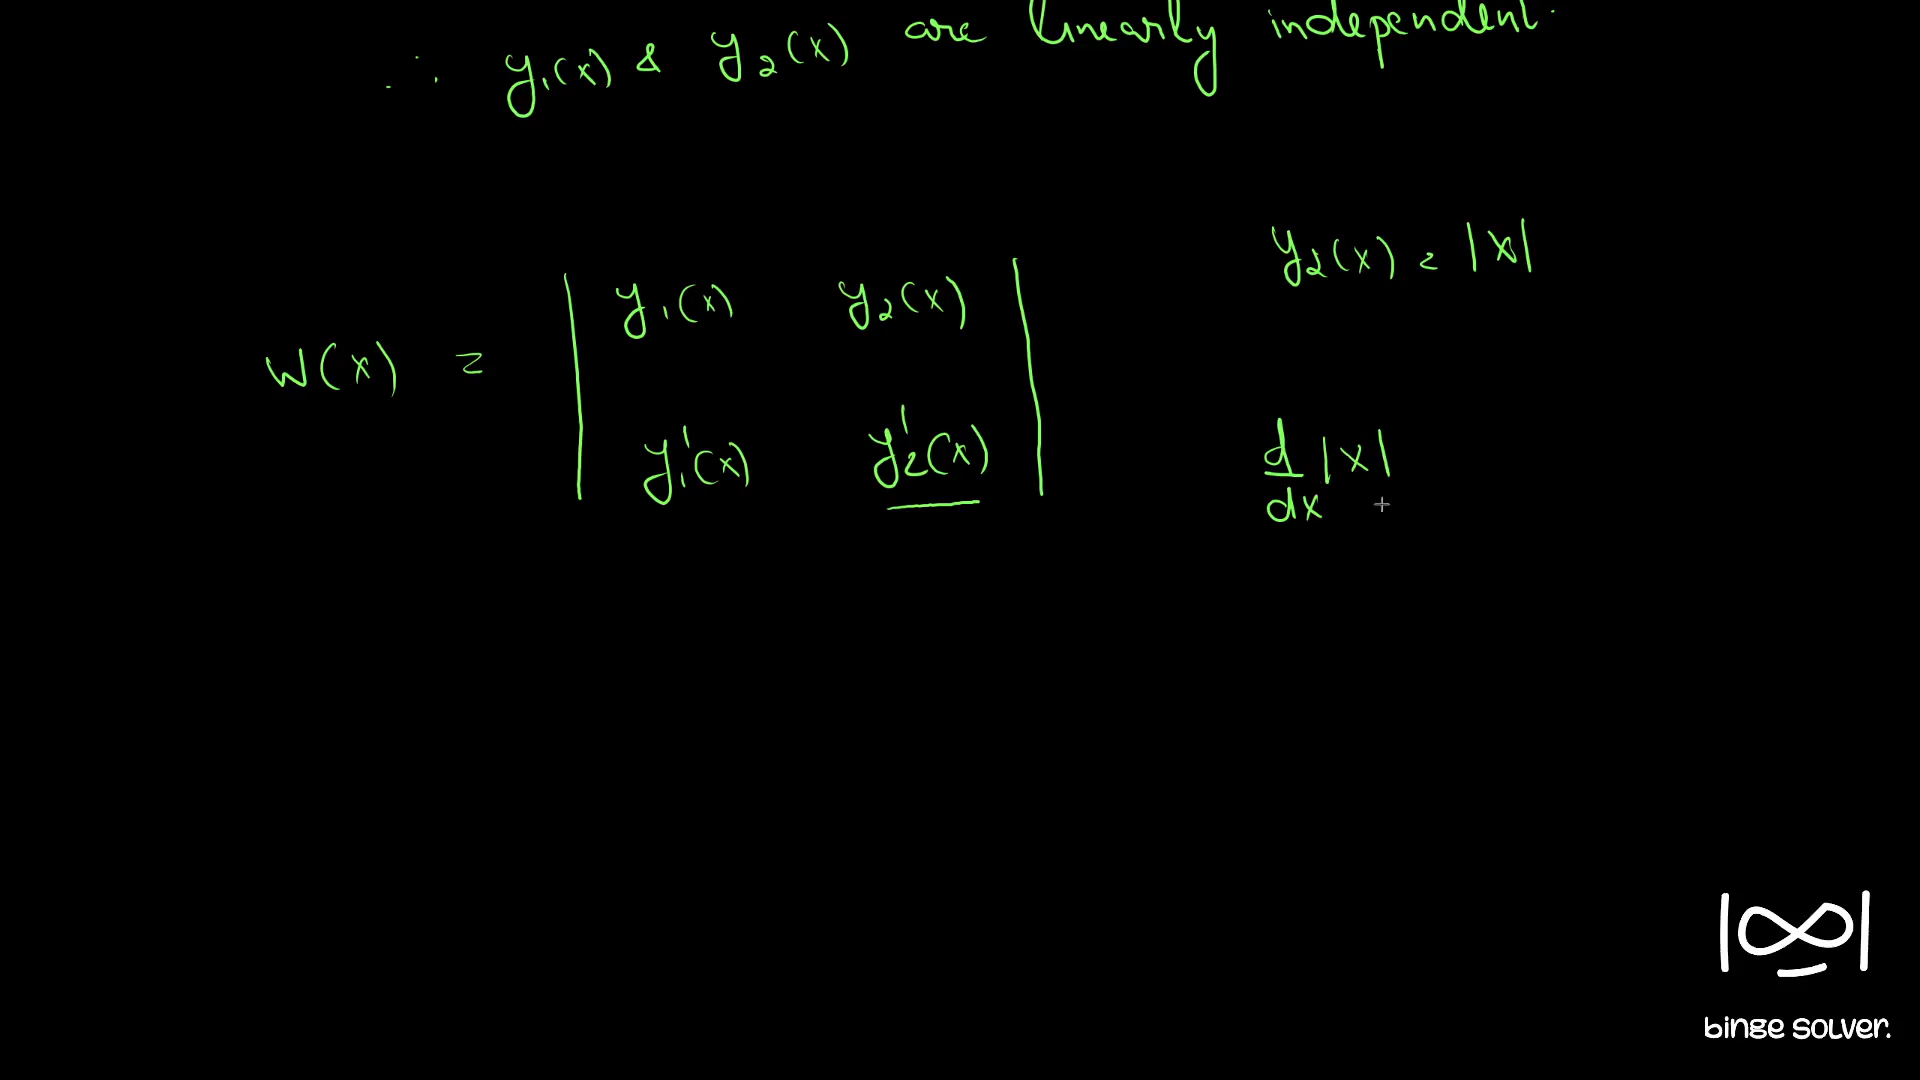 ∴ y₁(x) & y₂(x) are linearly independent.
y₂(x) = |x|
W(x) = | y₁(x) y₂(x) |
| y₁'(x) y₂'(x) |
d/dx |x|
binge solver.